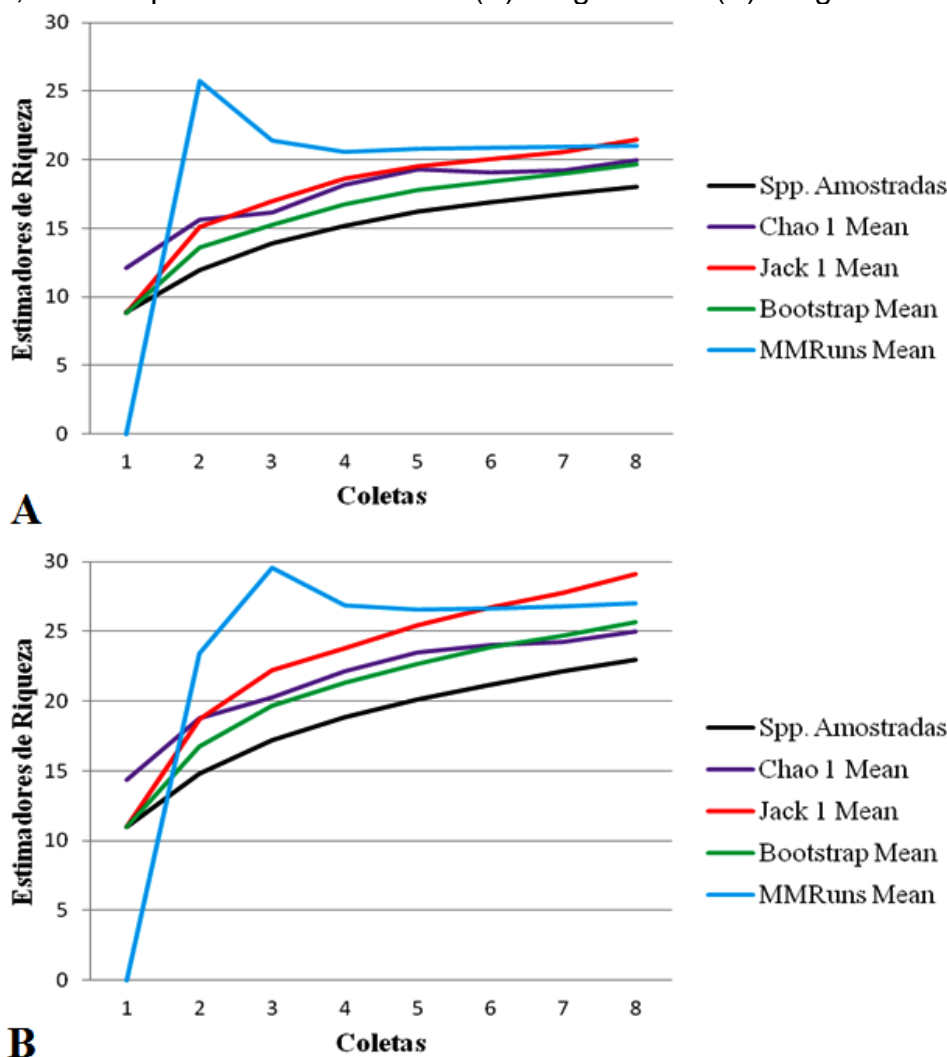 30
25
20
15
10
5
0
Estimadores de Riqueza
1 2 3 4 5 6 7 8
Coletas
Spp. Amostradas
Chao 1 Mean
Jack 1 Mean
Bootstrap Mean
MMRuns Mean
A
30
25
20
15
10
5
0
Estimadores de Riqueza
1 2 3 4 5 6 7 8
Coletas
Spp. Amostradas
Chao 1 Mean
Jack 1 Mean
Bootstrap Mean
MMRuns Mean
B